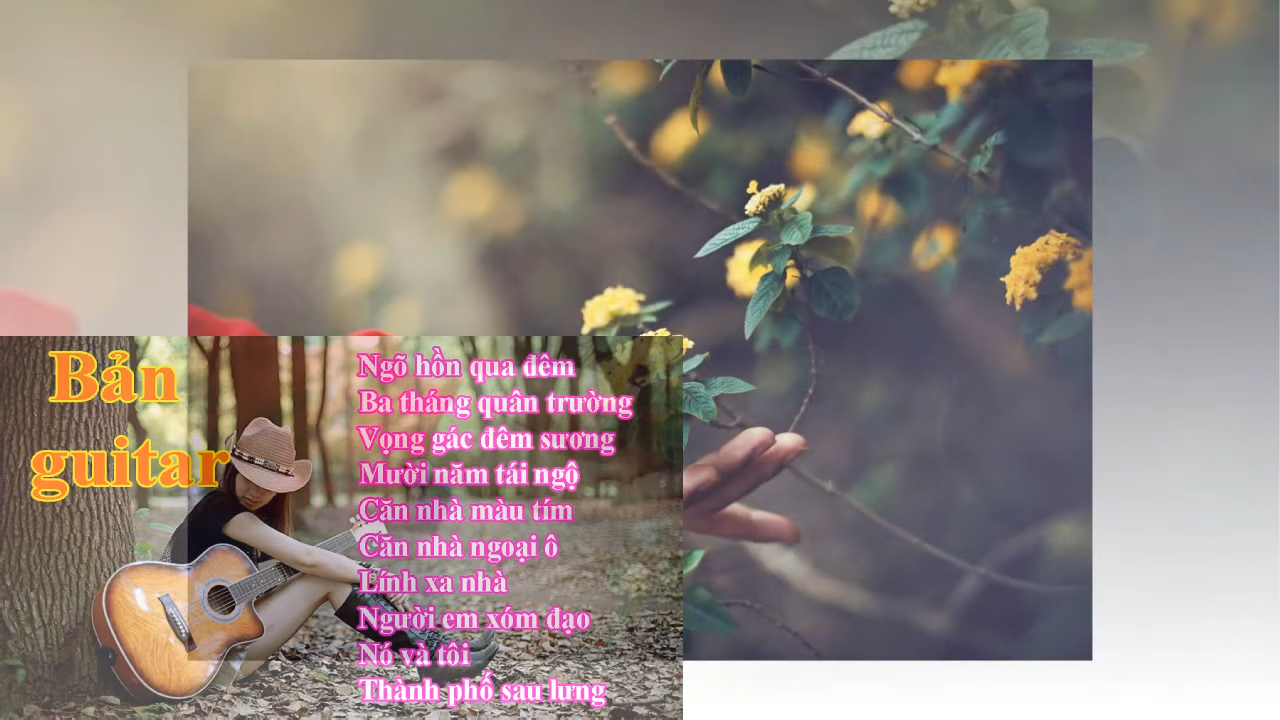 Bản
guitar
Ngõ hồn qua đêm
Ba tháng quân trường
Vọng gác đêm sương
Mười năm tái ngộ
Căn nhà màu tím
Căn nhà ngoại ô
Lính xa nhà
Người em xóm đạo
Nó và tôi
Thành phố sau lưng